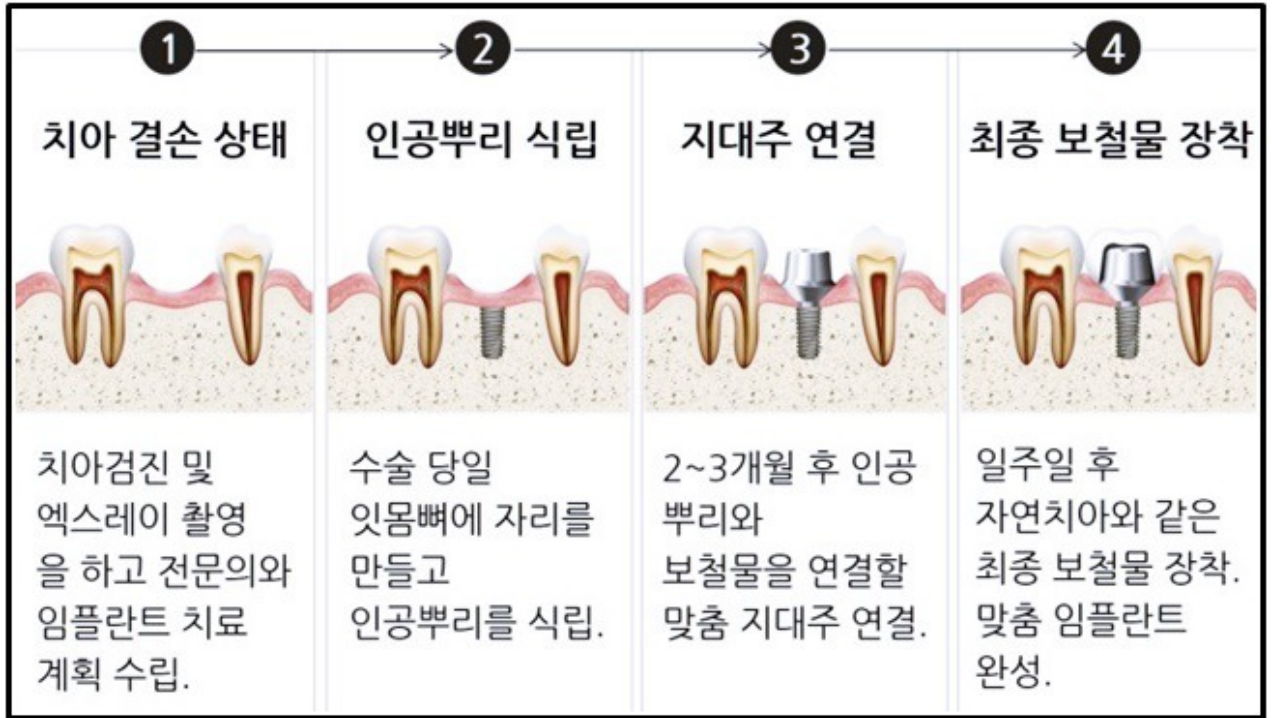 1
2
3
4
치아 결손 상태
인공뿌리 식립
지대주 연결
최종 보철물 장착
치아검진 및
엑스레이 촬영
을 하고 전문의와
임플란트 치료
계획 수립.
수술 당일
잇몸뼈에 자리를
만들고
인공뿌리를 식립.
2~3개월 후 인공
뿌리와
보철물을 연결할
맞춤 지대주 연결.
일주일 후
자연치아와 같은
최종 보철물 장착.
맞춤 임플란트
완성.